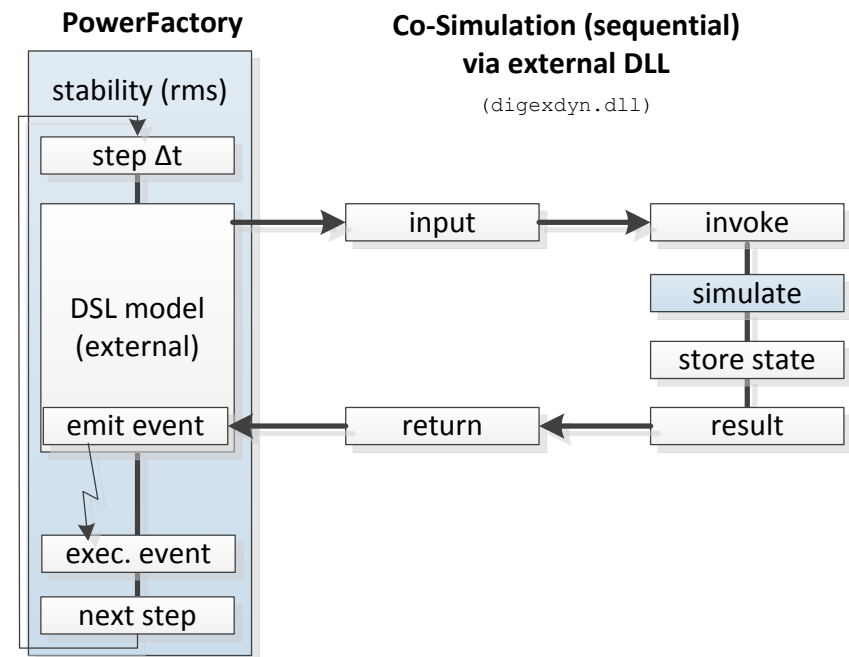 PowerFactory
Co-Simulation (sequential)
via external DLL
(digexdyn.dll)
stability (rms)
step Δt
input
invoke
simulate
DSL model
(external)
store state
emit event
return
result
exec. event
next step